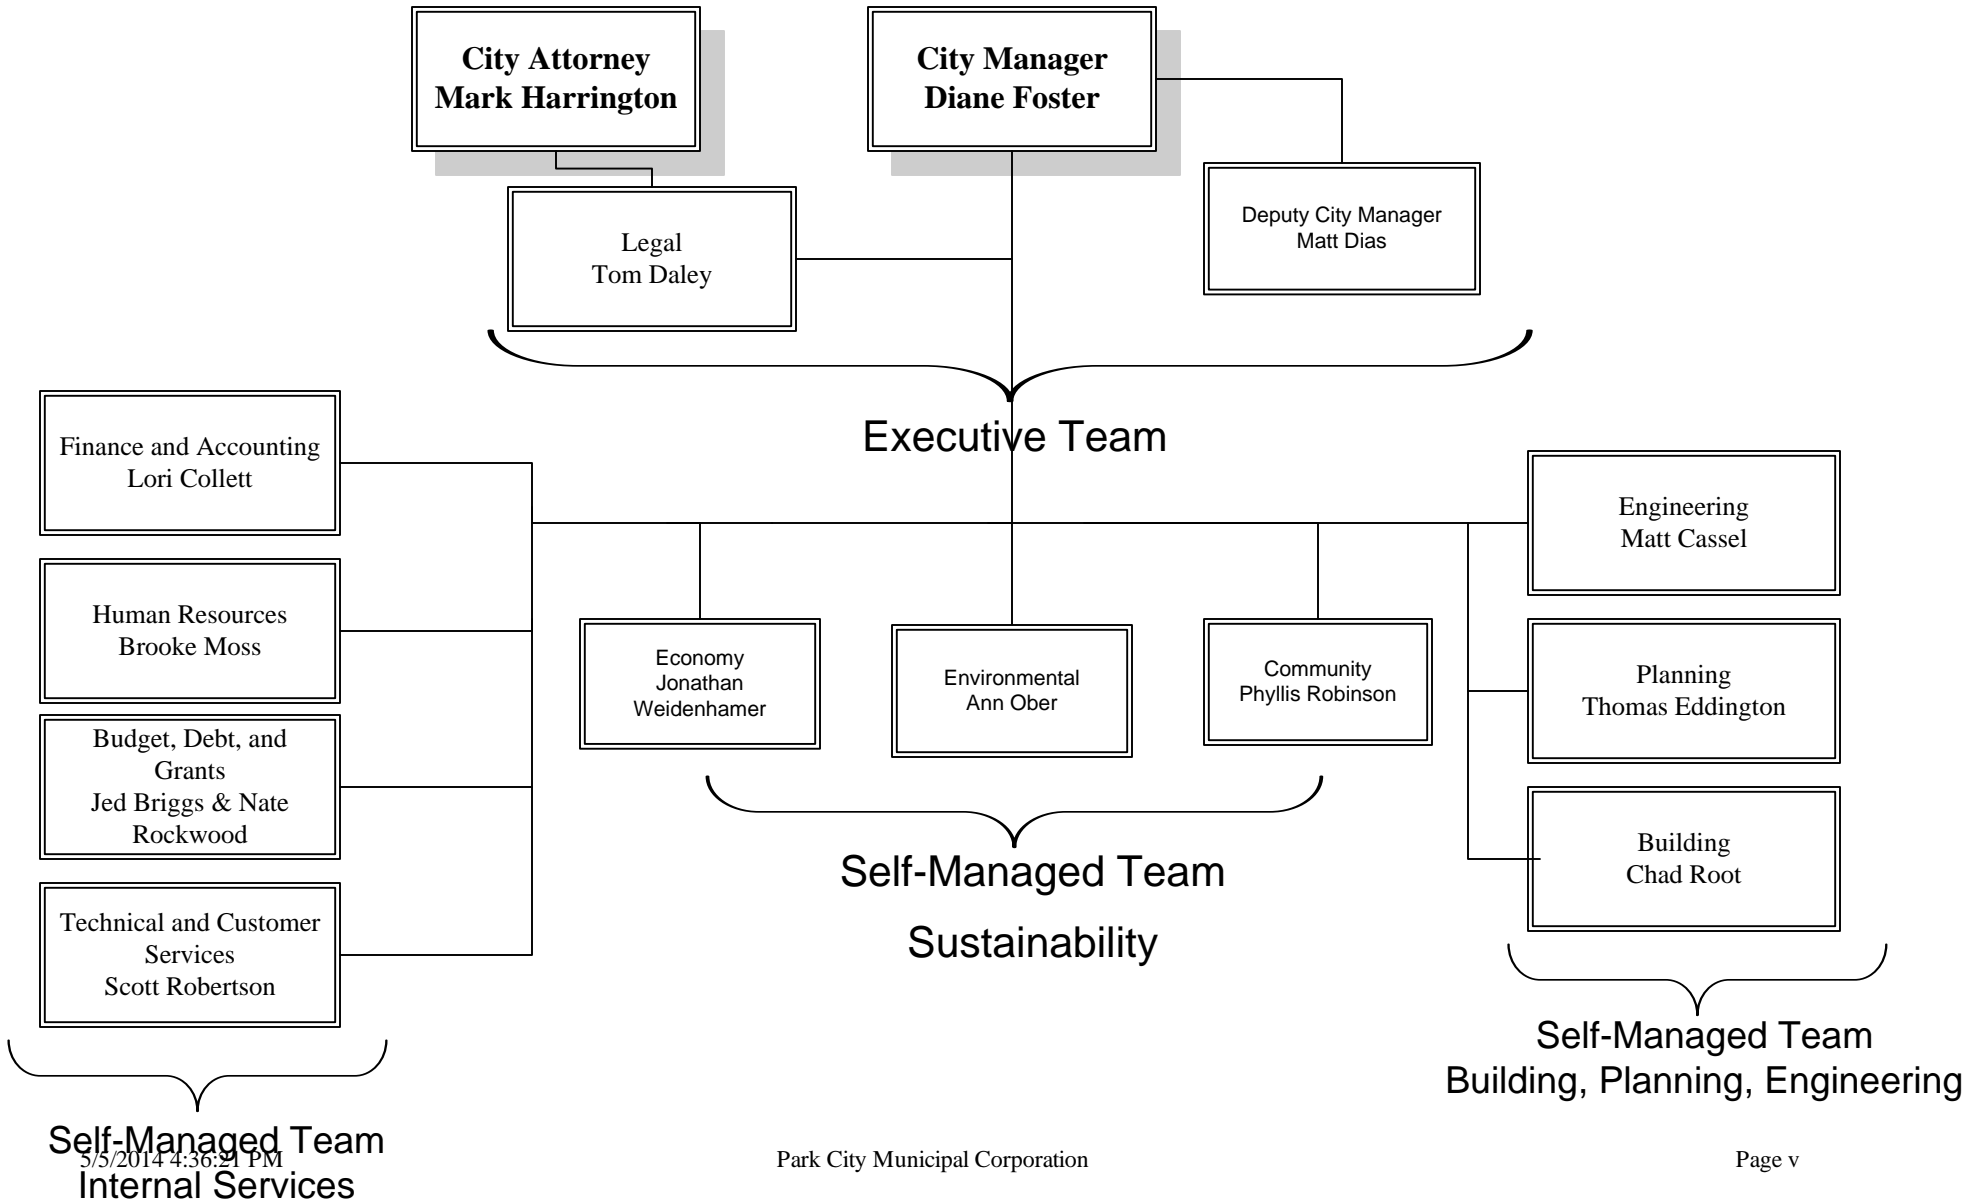 City Attorney
Mark Harrington
City Manager
Diane Foster
Legal
Tom Daley
Deputy City Manager
Matt Dias
Executive Team
Finance and Accounting
Lori Collett
Human Resources
Brooke Moss
Budget, Debt, and
Grants
Jed Briggs & Nate
Rockwood
Technical and Customer
Services
Scott Robertson
Economy
Jonathan
Weidenhamer
Environmental
Ann Ober
Community
Phyllis Robinson
Engineering
Matt Cassel
Planning
Thomas Eddington
Building
Chad Root
Self-Managed Team
Sustainability
Self-Managed Team
Building, Planning, Engineering
Self-Managed Team
Internal Services
5/5/2014 4:36:21 PM
Park City Municipal Corporation
Page v